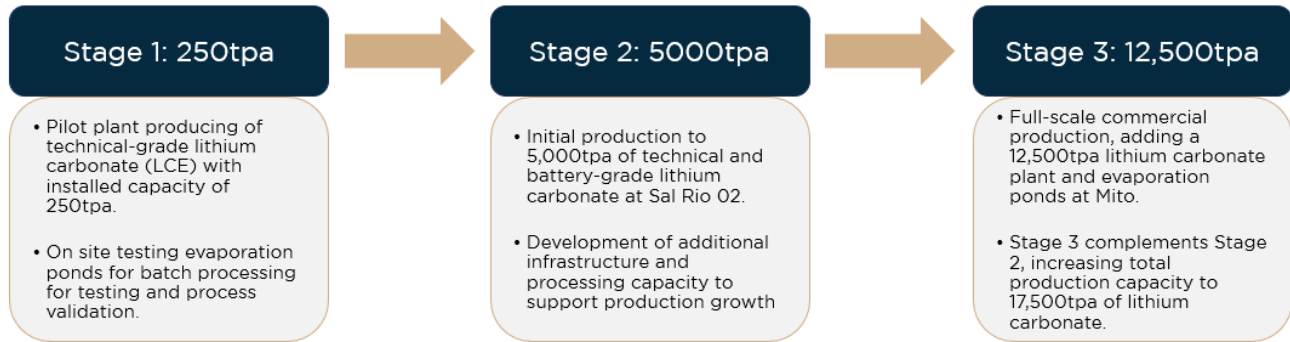 Stage 1: 250tpa
• Pilot plant producing of
technical-grade lithium
carbonate (LCE) with
installed capacity of
250tpa.
• On site testing evaporation
ponds for batch processing
for testing and process
validation.
Stage 2: 5000tpa
• Initial production to
5,000tpa of technical and
battery-grade lithium
carbonate at Sal Rio 02.
• Development of additional
infrastructure and
processing capacity to
support production growth
Stage 3: 12,500tpa
• Full-scale commercial
production, adding a
12,500tpa lithium carbonate
plant and evaporation
ponds at Mito.
• Stage 3 complements Stage
2, increasing total
production capacity to
17,500tpa of lithium
carbonate.